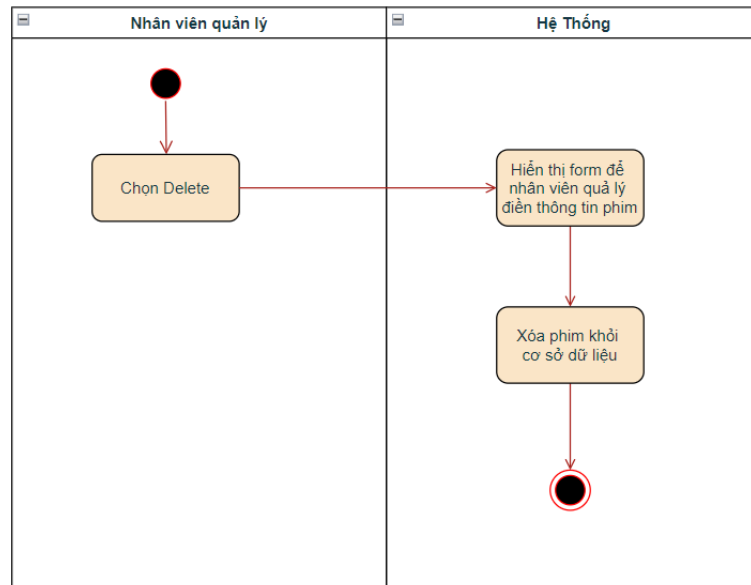 Nhân viên quản lý
Hệ Thống
Chọn Delete
Hiển thị form để
nhân viên quả lý
điền thông tin phim
Xóa phim khỏi
cơ sở dữ liệu